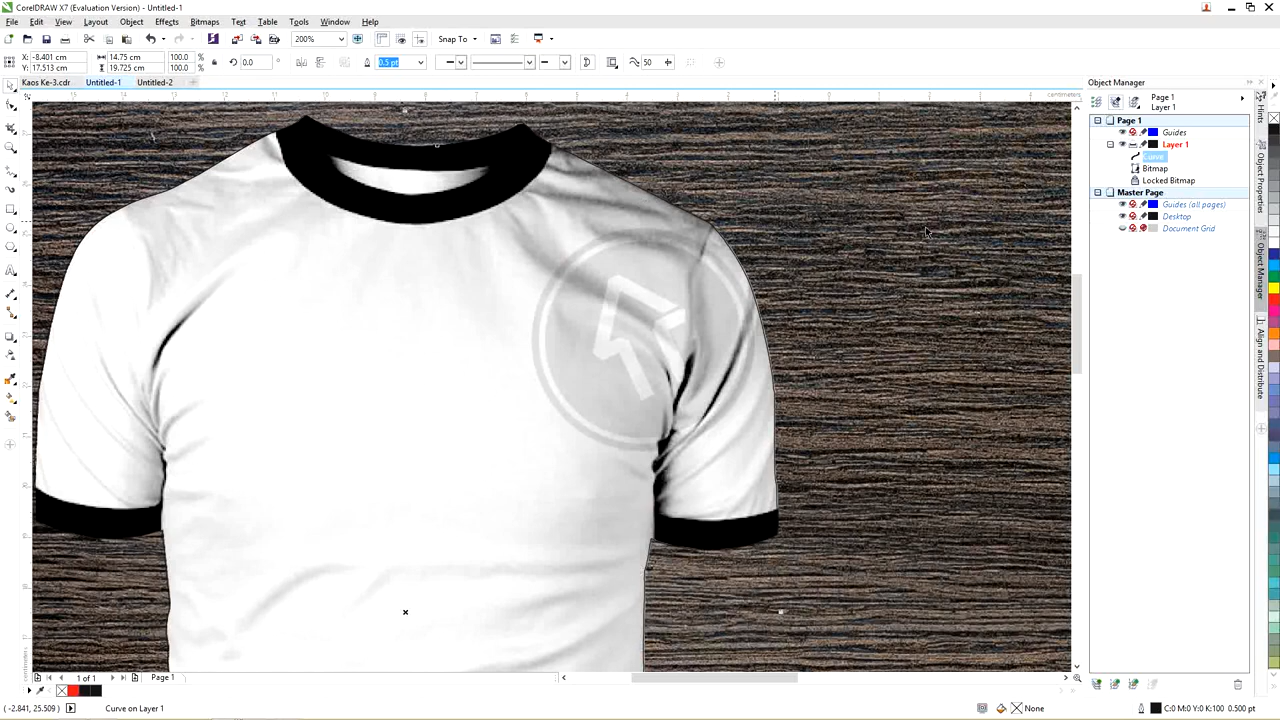 CorelDRAW X7 (Evaluation Version) - Untitled-1
File Edit View Layout Object Effects Bitmaps Text Table Tools Window Help
200% Snap To
X: -8.401 cm 14.75 cm 100.0 % 0.0 ° 0.5 pt 50
Y: 17.513 cm 19.725 cm 100.0 %
Kaos Ke-3.cdr Untitled-1 Untitled-2
centimeters
Object Manager
Page 1
Layer 1
Page 1
Guides
Layer 1
Curve
Bitmap
Locked Bitmap
Master Page
Guides (all pages)
Desktop
Document Grid
Hints
Object Properties
Object Manager
Align and Distribute
1 of 1 Page 1
( -2.841, 25.509 ) Curve on Layer 1 None C:0 M:0 Y:0 K:100 0.500 pt